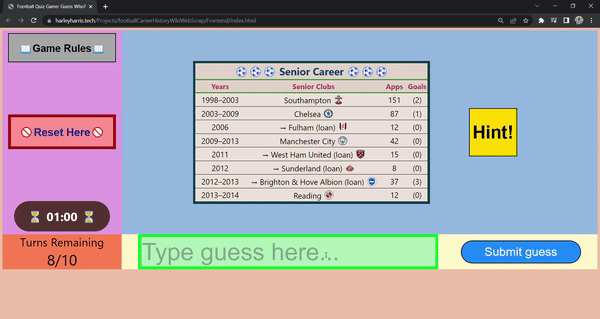 Football Quiz Game: Guess Who?
harleyharris.tech/Projects/footballCareerHistoryWikiWebScrap/Frontend/index.html
Game Rules
Senior Career
Years Senior Clubs Apps Goals
1998–2003 Southampton 151 (2)
2003–2009 Chelsea 87 (1)
2006 → Fulham (loan) 12 (0)
2009–2013 Manchester City 42 (0)
2011 → West Ham United (loan) 15 (0)
2012 → Sunderland (loan) 8 (0)
2012–2013 → Brighton & Hove Albion (loan) 37 (3)
2013–2014 Reading 12 (0)
Hint!
Reset Here
01:00
Turns Remaining
8/10
Type guess here...
Submit guess